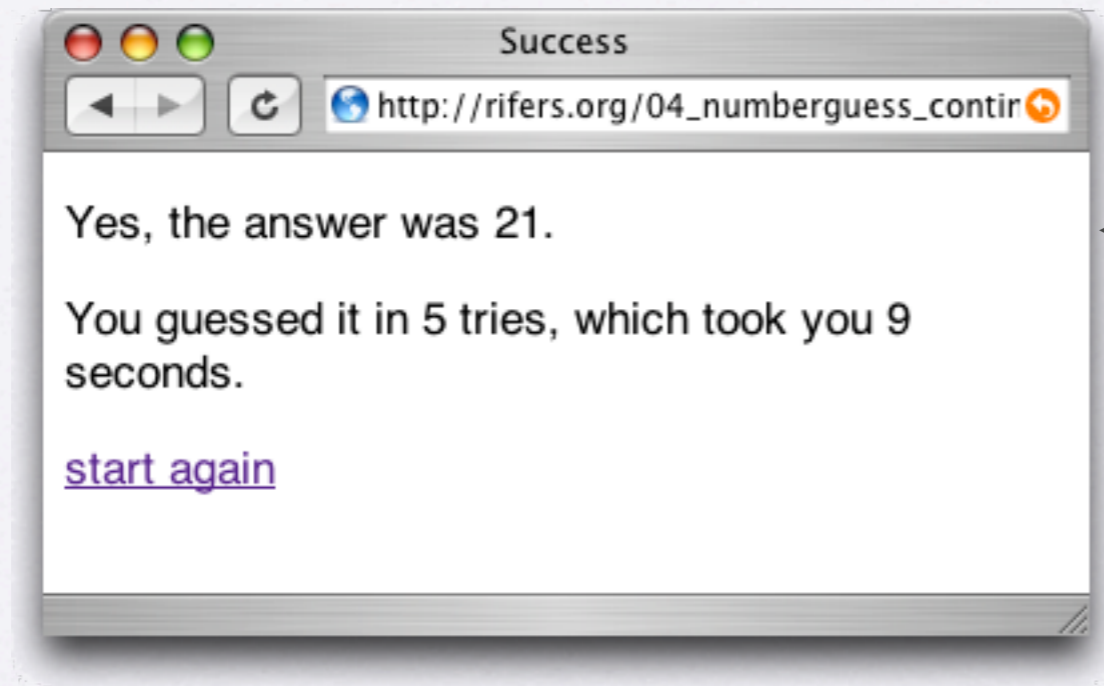 Success
http://rifers.org/04_numberguess_contin
Yes, the answer was 21.
You guessed it in 5 tries, which took you 9
seconds.
start again